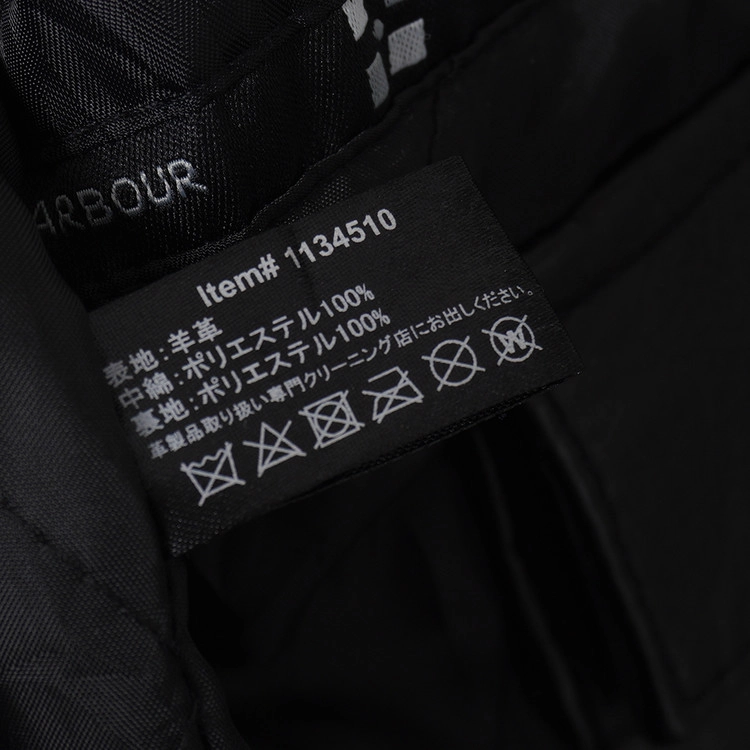 ARBOUR
Item# 1134510
表地:羊革
中綿:ポリエステル100%
裏地:ポリエステル100%
革製品取り扱い専門クリーニング店にお出しください。
W